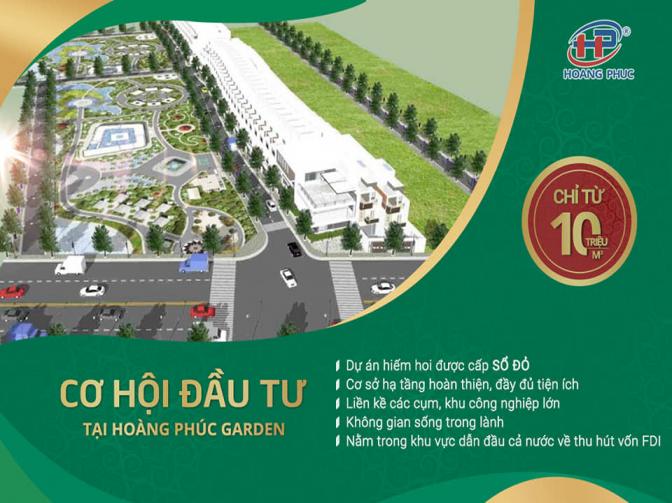 HP
HOANG PHUC
CHỈ TỪ
10
TRIỆU
M²
CƠ HỘI ĐẦU TƯ
TẠI HOÀNG PHÚC GARDEN
Dự án hiếm hoi được cấp SỔ ĐỎ
Cơ sở hạ tầng hoàn thiện, đầy đủ tiện ích
Liền kề các cụm, khu công nghiệp lớn
Không gian sống trong lành
Nằm trong khu vực dẫn đầu cả nước về thu hút vốn FDI